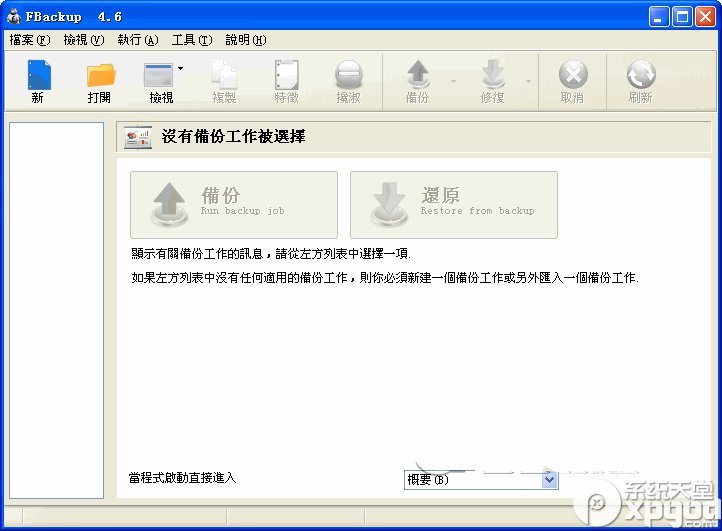 FBackup 4.6
檔案(F) 檢視(V) 執行(A) 工具(T) 說明(H)
新 打開 檢視 複製 特徵 攙淑 備份 修復 取消 刷新
沒有備份工作被選擇
備份
Run backup job
還原
Restore from backup
顯示有關備份工作的訊息，請從左方列表中選擇一項.
如果左方列表中沒有任何適用的備份工作，則你必須新建一個備份工作或另外匯入一個備份工作.
當程式啟動直接進入
概要(B)
系统天堂